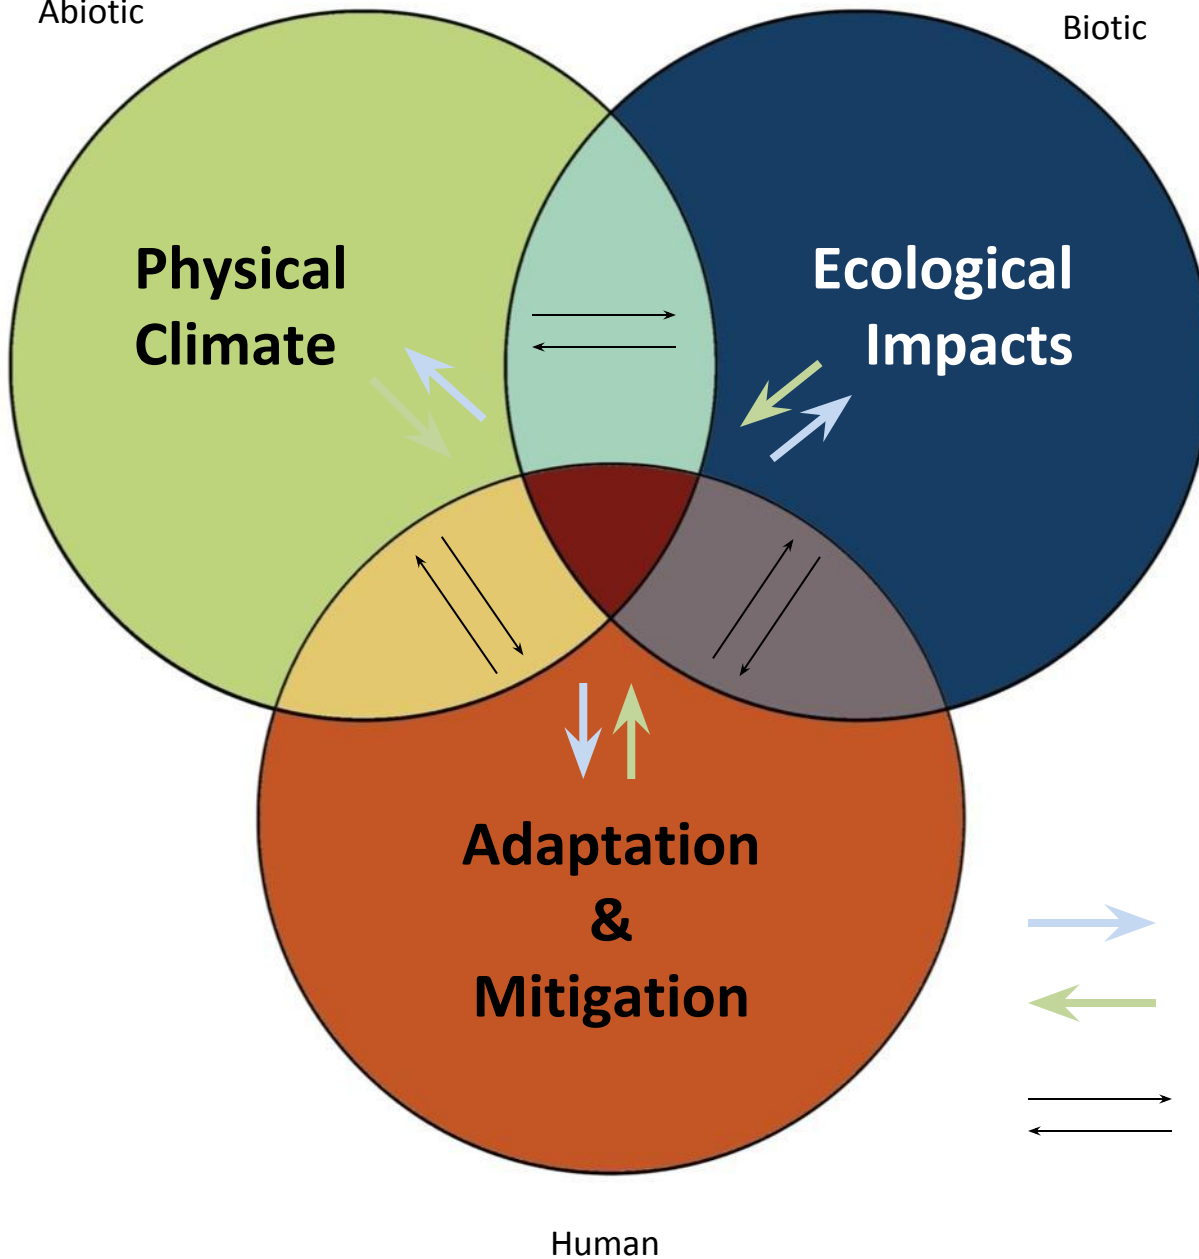 Abiotic
Biotic
Physical
Climate
Ecological
Impacts
Adaptation
&
Mitigation
Human